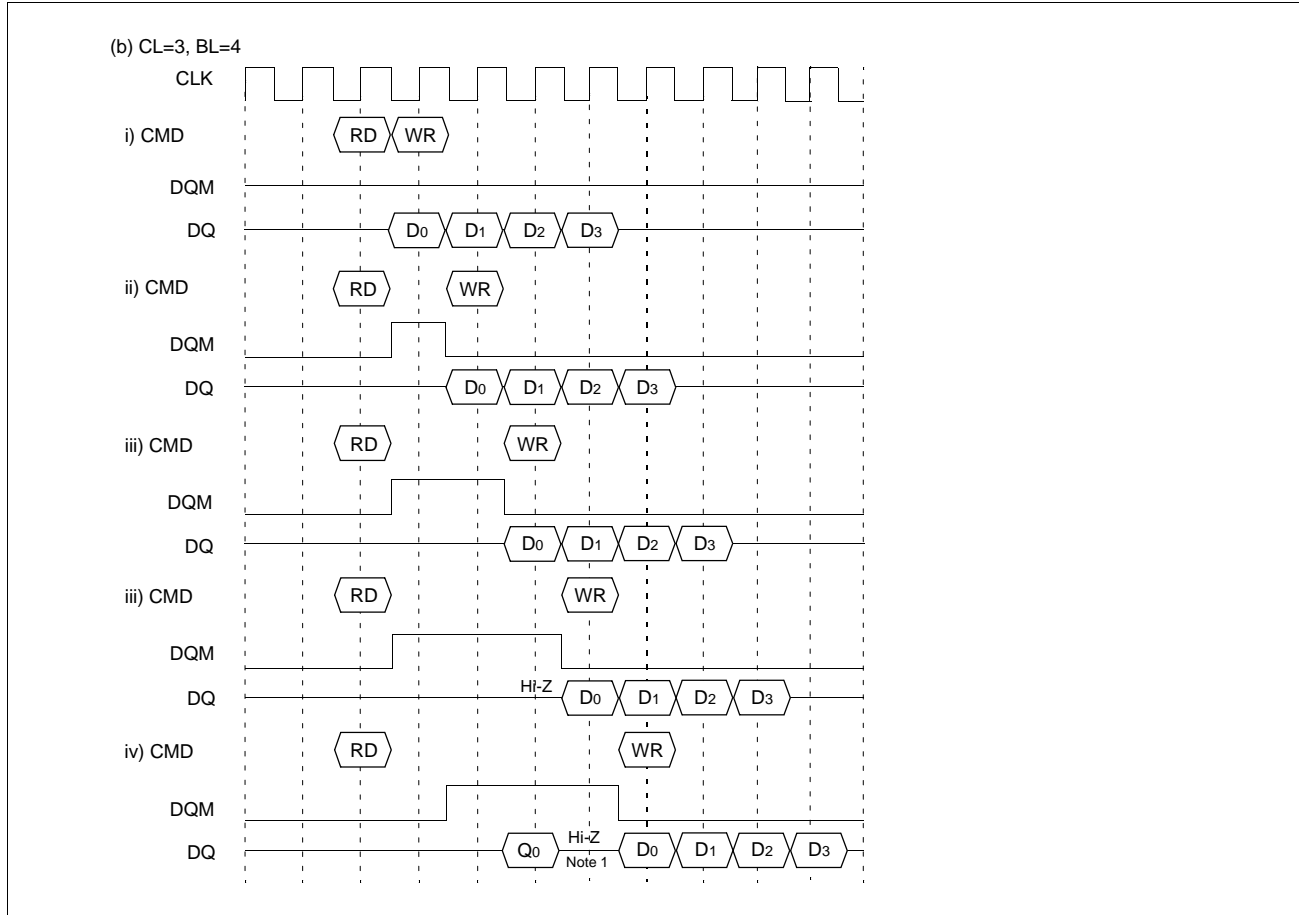 (b) CL=3, BL=4
CLK
i) CMD RD WR
DQM
DQ D0 D1 D2 D3
ii) CMD RD WR
DQM
DQ D0 D1 D2 D3
iii) CMD RD WR
DQM
DQ D0 D1 D2 D3
iii) CMD RD WR
DQM
DQ Hi-Z D0 D1 D2 D3
iv) CMD RD WR
DQM
DQ Q0 Hi-Z D0 D1 D2 D3
Note 1